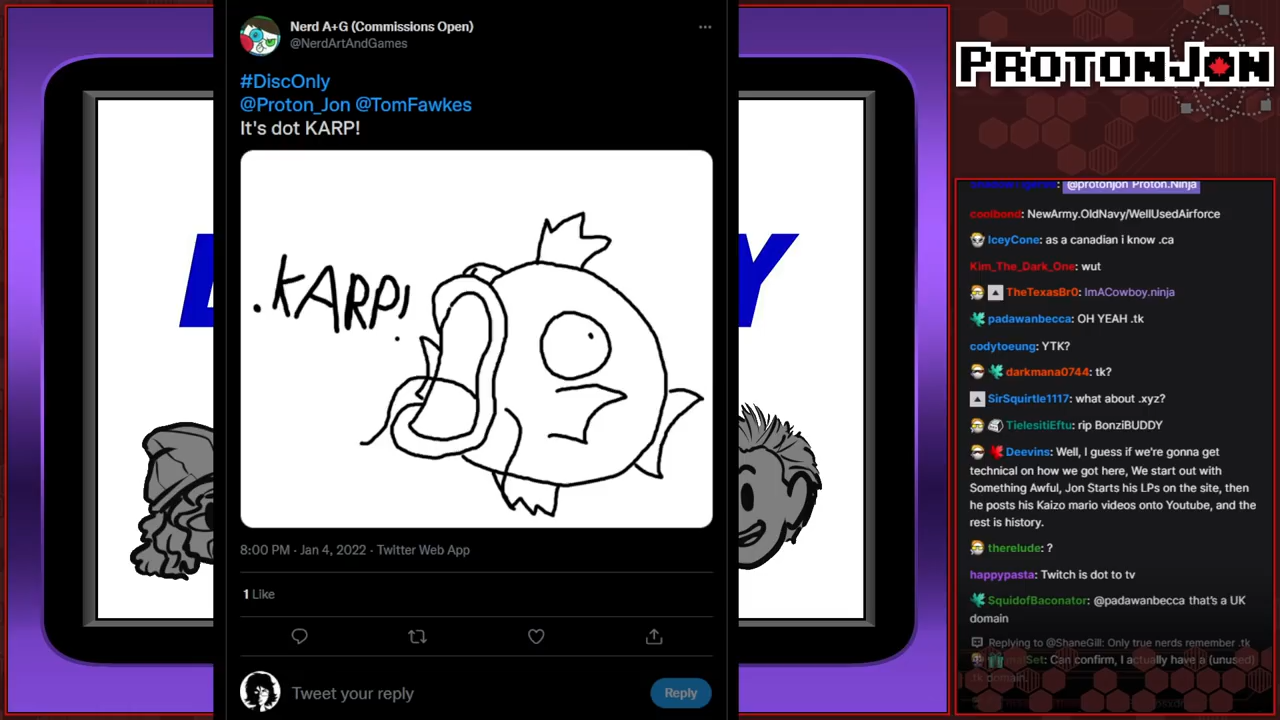 Nerd A+G (Commissions Open)
@NerdArtAndGames
#DiscOnly
@Proton_Jon @TomFawkes
It's dot KARP!
.KARP!
8:00 PM · Jan 4, 2022 · Twitter Web App
1 Like
Tweet your reply
Reply
Y
PROTONJON
@protonjon Proton.Ninja
coolbond: NewArmy.OldNavy/WellUsedAirforce
IceyCone: as a canadian i know .ca
Kim_The_Dark_One: wut
TheTexasBr0: ImACowboy.ninja
padawanbecca: OH YEAH .tk
codytoeung: YTK?
darkmana0744: tk?
SirSquirtle1117: what about .xyz?
TielesitiEftu: rip BonziBUDDY
Deevins: Well, I guess if we're gonna get
technical on how we got here, We start out with
Something Awful, Jon Starts his LPs on the site, then
he posts his Kaizo mario videos onto Youtube, and the
rest is history.
therelude: ?
happypasta: Twitch is dot to tv
SquidofBaconator: @padawanbecca that's a UK
domain
Replying to @ShaneGill: Only true nerds remember .tk
Set: Can confirm, I actually have a (unused)
.tk domain.